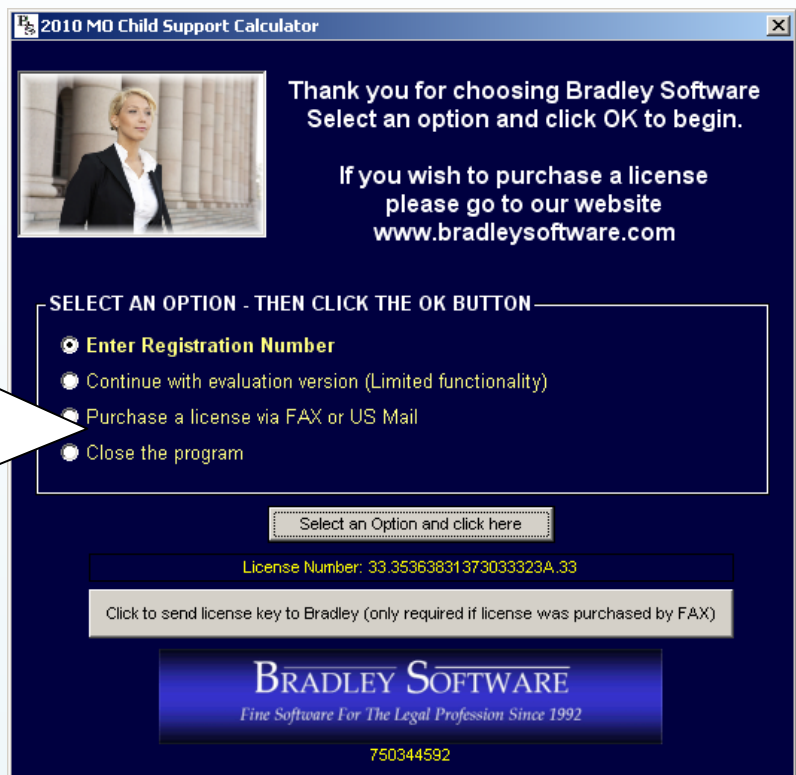 2010 MO Child Support Calculator
Thank you for choosing Bradley Software
Select an option and click OK to begin.
If you wish to purchase a license
please go to our website
www.bradleysoftware.com
SELECT AN OPTION - THEN CLICK THE OK BUTTON
Enter Registration Number
Continue with evaluation version (Limited functionality)
Purchase a license via FAX or US Mail
Close the program
Select an Option and click here
License Number: 33.35363831373033323A.33
Click to send license key to Bradley (only required if license was purchased by FAX)
BRADLEY SOFTWARE
Fine Software For The Legal Profession Since 1992
750344592